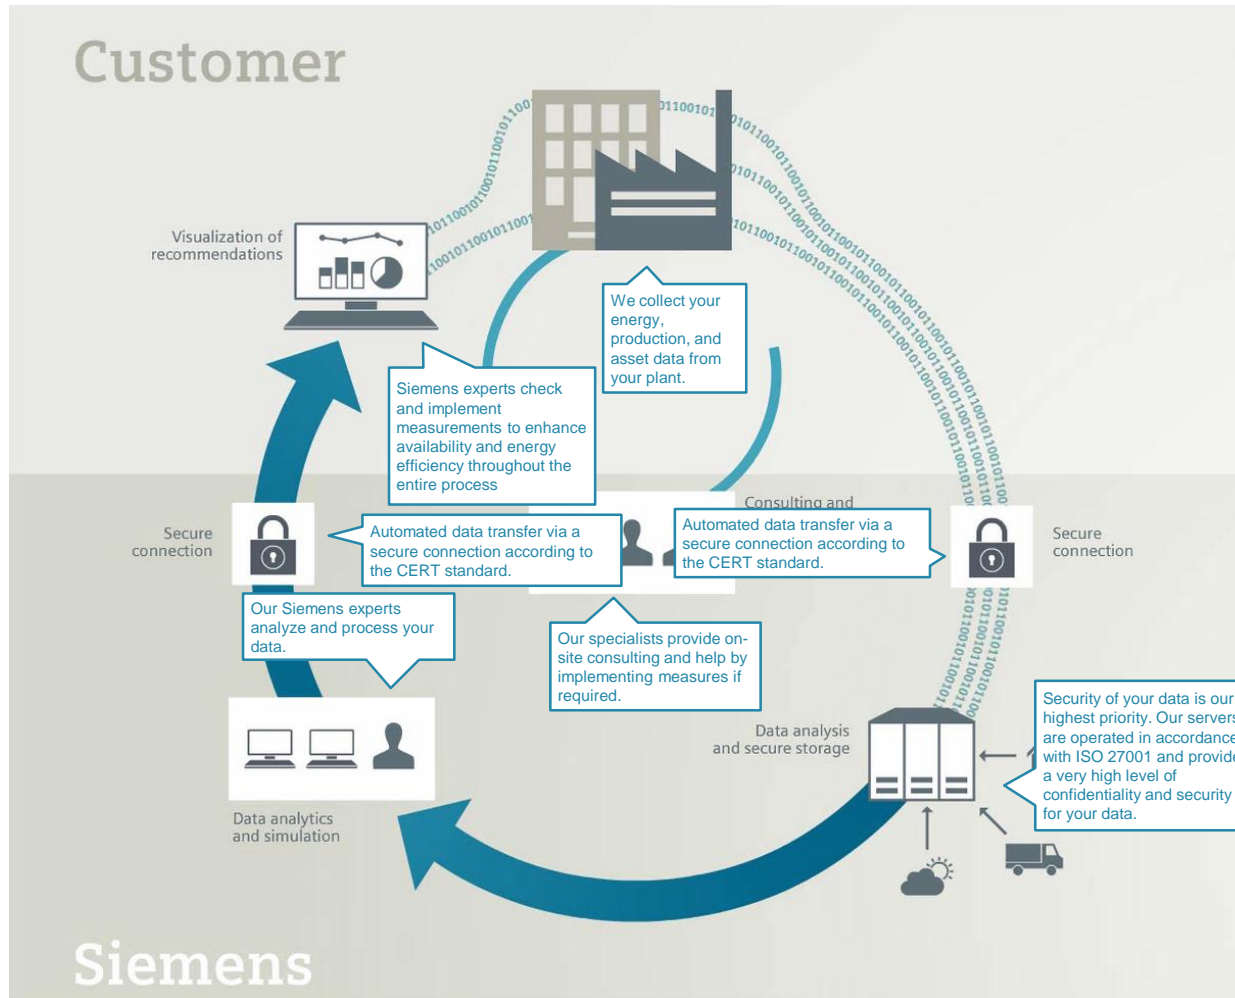 Customer
Visualization of
recommendations
We collect your
energy,
production, and
asset data from
your plant.
Siemens experts check
and implement
measurements to enhance
availability and energy
efficiency throughout the
entire process
Secure
connection
Automated data transfer via a
secure connection according to
the CERT standard.
Consulting and
Automated data transfer via a
secure connection according to
the CERT standard.
Secure
connection
Our Siemens experts
analyze and process your
data.
Our specialists provide on-
site consulting and help by
implementing measures if
required.
Data analysis
and secure storage
Security of your data is our
highest priority. Our servers
are operated in accordance
with ISO 27001 and provide
a very high level of
confidentiality and security
for your data.
Data analytics
and simulation
Siemens